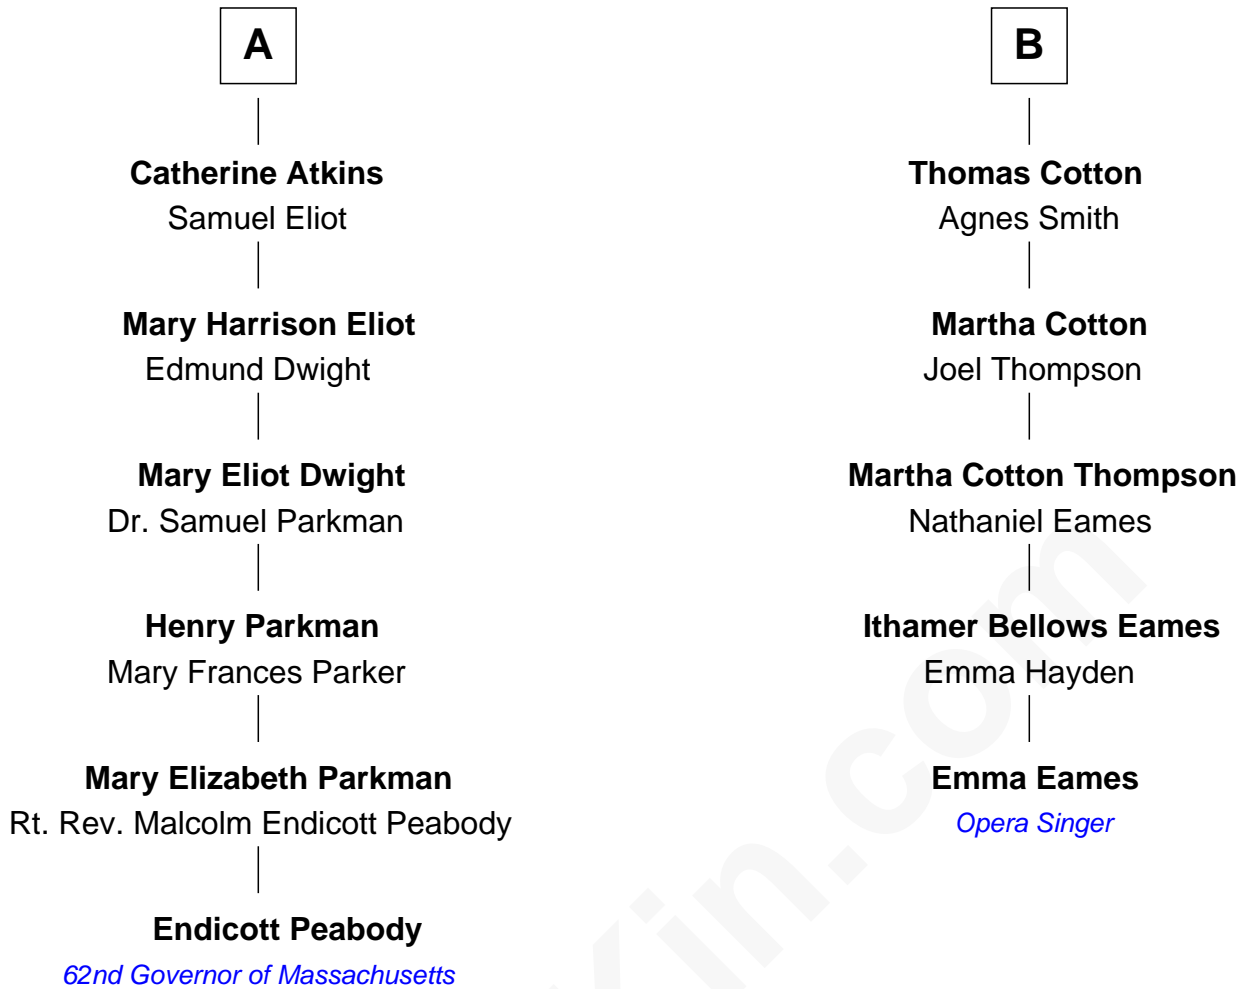 A
Catherine Atkins
Samuel Eliot
Mary Harrison Eliot
Edmund Dwight
Mary Eliot Dwight
Dr. Samuel Parkman
Henry Parkman
Mary Frances Parker
Mary Elizabeth Parkman
Rt. Rev. Malcolm Endicott Peabody
Endicott Peabody
62nd Governor of Massachusetts
B
Thomas Cotton
Agnes Smith
Martha Cotton
Joel Thompson
Martha Cotton Thompson
Nathaniel Eames
Ithamer Bellows Eames
Emma Hayden
Emma Eames
Opera Singer